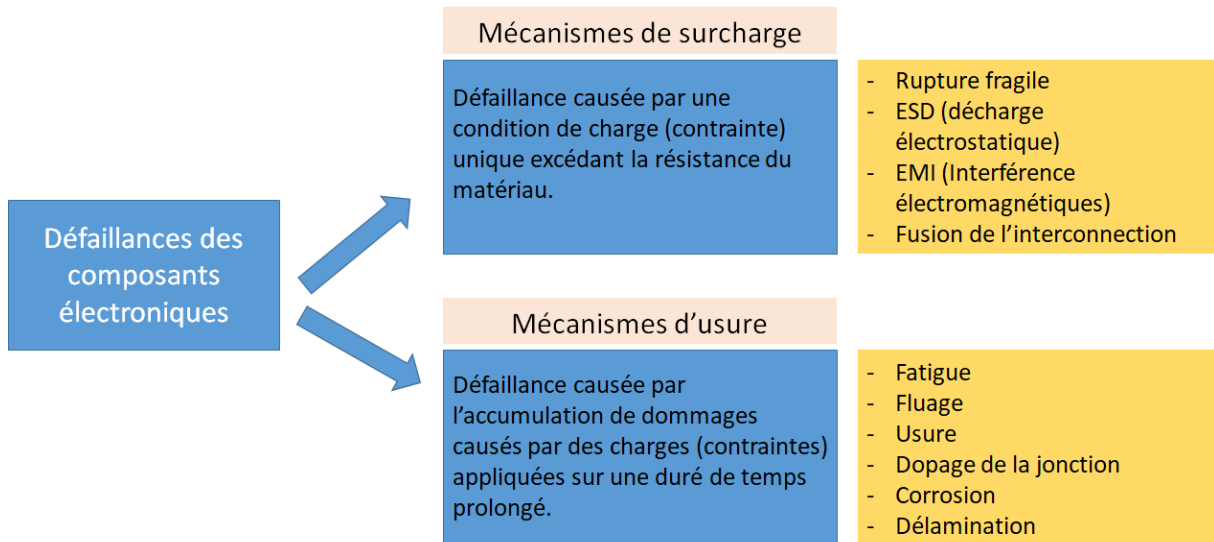 Défaillances des
composants
électroniques
Mécanismes de surcharge
Défaillance causée par une
condition de charge (contrainte)
unique excédant la résistance du
matériau.
- Rupture fragile
- ESD (décharge
électrostatique)
- EMI (Interférence
électromagnétiques)
- Fusion de l'interconnection
Mécanismes d'usure
Défaillance causée par
l'accumulation de dommages
causés par des charges (contraintes)
appliquées sur une duré de temps
prolongé.
- Fatigue
- Fluage
- Usure
- Dopage de la jonction
- Corrosion
- Délamination